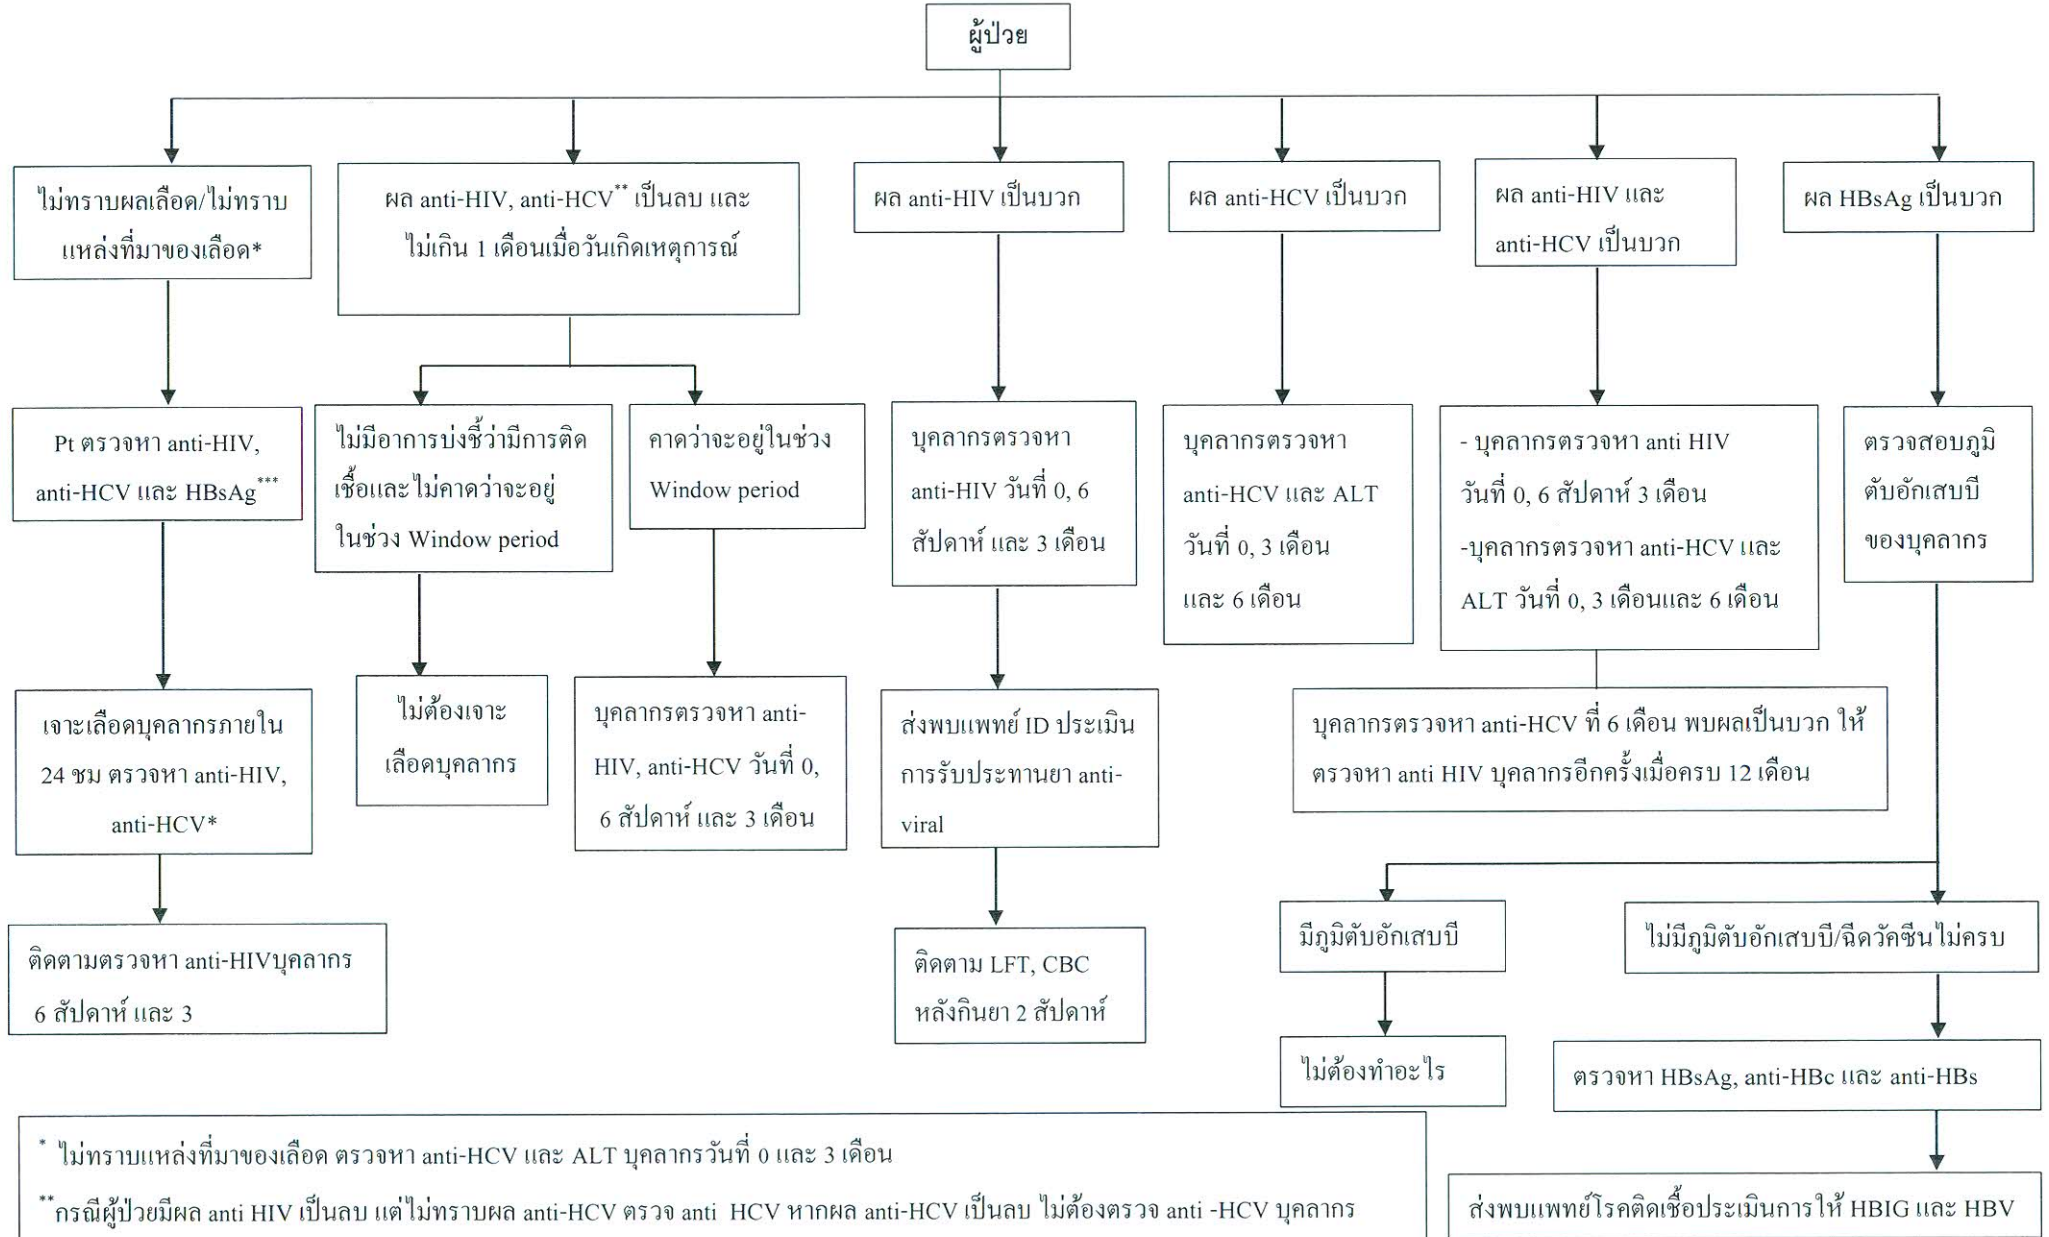 ผู้ป่วย
ไม่ทราบผลเลือด/ไม่ทราบ
แหล่งที่มาของเลือด*
ผล anti-HIV, anti-HCV** เป็นลบ และ
ไม่เกิน 1 เดือนเมื่อวันเกิดเหตุการณ์
ผล anti-HIV เป็นบวก
ผล anti-HCV เป็นบวก
ผล anti-HIV และ
anti-HCV เป็นบวก
ผล HBsAg เป็นบวก
Pt ตรวจหา anti-HIV,
anti-HCV และ HBsAg***
ไม่มีอาการบ่งชี้ว่ามีการติด
เชื้อและไม่คาดว่าจะอยู่
ในช่วง Window period
คาดว่าจะอยู่ในช่วง
Window period
บุคลากรตรวจหา
anti-HIV วันที่ 0, 6
สัปดาห์ และ 3 เดือน
บุคลากรตรวจหา
anti-HCV และ ALT
วันที่ 0, 3 เดือน
และ 6 เดือน
- บุคลากรตรวจหา anti HIV
วันที่ 0, 6 สัปดาห์ 3 เดือน
-บุคลากรตรวจหา anti-HCV และ
ALT วันที่ 0, 3 เดือนและ 6 เดือน
ตรวจสอบภูมิ
ตับอักเสบบี
ของบุคลากร
เจาะเลือดบุคลากรภายใน
24 ชม ตรวจหา anti-HIV,
anti-HCV*
ไม่ต้องเจาะ
เลือดบุคลากร
บุคลากรตรวจหา anti-
HIV, anti-HCV วันที่ 0,
6 สัปดาห์ และ 3 เดือน
ส่งพบแพทย์ ID ประเมิน
การรับประทานยา anti-
viral
บุคลากรตรวจหา anti-HCV ที่ 6 เดือน พบผลเป็นบวก ให้
ตรวจหา anti HIV บุคลากรอีกครั้งเมื่อครบ 12 เดือน
ติดตามตรวจหา anti-HIVบุคลากร
6 สัปดาห์ และ 3
ติดตาม LFT, CBC
หลังกินยา 2 สัปดาห์
มีภูมิตับอักเสบบี
ไม่มีภูมิตับอักเสบบี/ฉีดวัคซีนไม่ครบ
ไม่ต้องทำอะไร
ตรวจหา HBsAg, anti-HBc และ anti-HBs
ส่งพบแพทย์โรคติดเชื้อประเมินการให้ HBIG และ HBV
* ไม่ทราบแหล่งที่มาของเลือด ตรวจหา anti-HCV และ ALT บุคลากรวันที่ 0 และ 3 เดือน
**กรณีผู้ป่วยมีผล anti HIV เป็นลบ แต่ไม่ทราบผล anti-HCV ตรวจ anti HCV หากผล anti-HCV เป็นลบ ไม่ต้องตรวจ anti -HCV บุคลากร